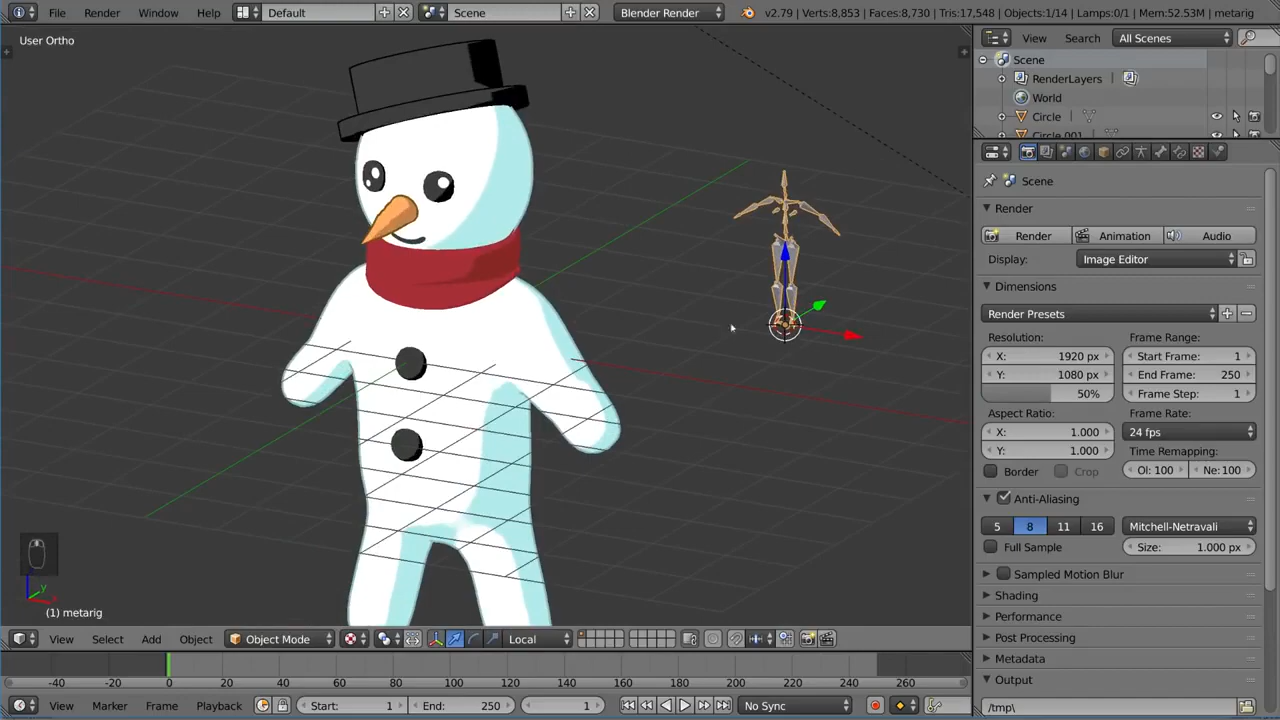 File Render Window Help Default Scene Blender Render v2.79 | Verts:8,853 | Faces:8,730 | Tris:17,548 | Objects:1/14 | Lamps:0/1 | Mem:52.53M | metarig
User Ortho
(1) metarig
View Select Add Object Object Mode Local
-40 -20 0 20 40 60 80 100 120 140 160 180 200 220 240 260
View Marker Frame Playback Start: 1 End: 250 1 No Sync
View Search All Scenes
Scene
RenderLayers
World
Circle
Circle.001
Scene
Render
Render Animation Audio
Display: Image Editor
Dimensions
Render Presets
Resolution: Frame Range:
X: 1920 px Start Frame: 1
Y: 1080 px End Frame: 250
50% Frame Step: 1
Aspect Ratio: Frame Rate:
X: 1.000 24 fps
Y: 1.000 Time Remapping:
Border Crop Ol: 100 Ne: 100
Anti-Aliasing
5 8 11 16 Mitchell-Netravali
Full Sample Size: 1.000 px
Sampled Motion Blur
Shading
Performance
Post Processing
Metadata
Output
/tmp\